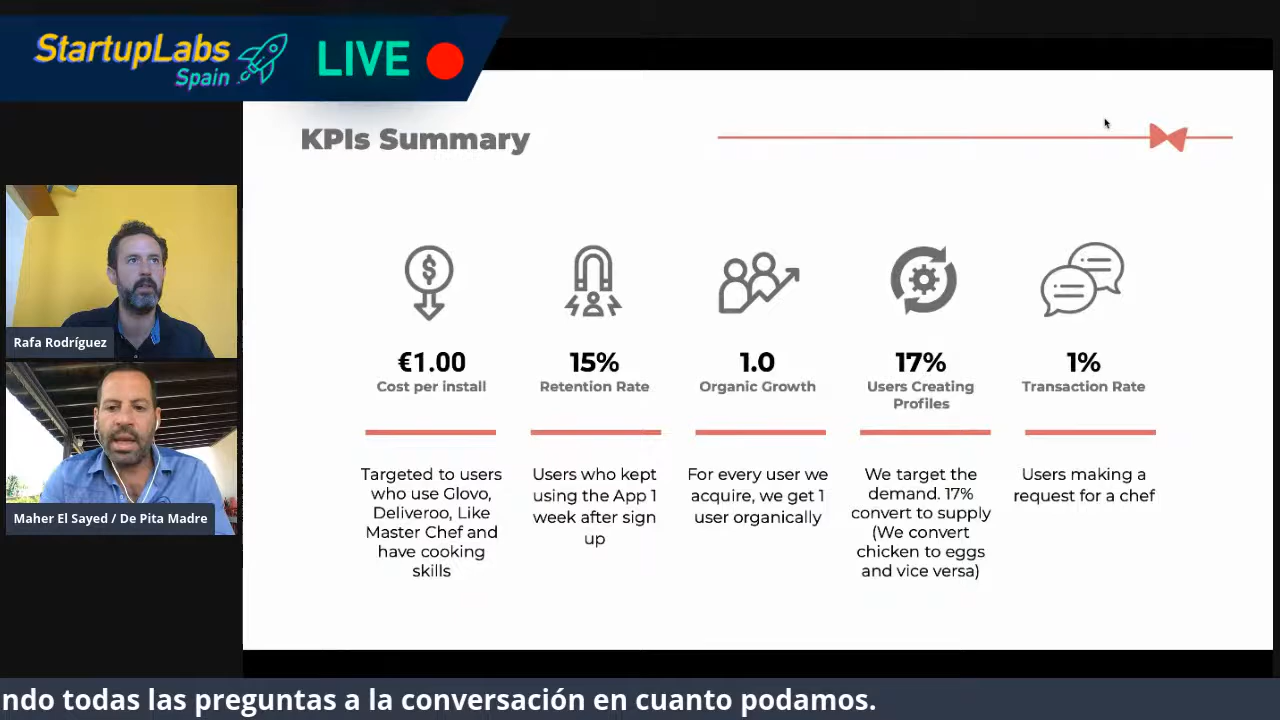 StartupLabs
Spain
LIVE
KPIs Summary
€1.00
Cost per install
Targeted to users
who use Glovo,
Deliveroo, Like
Master Chef and
have cooking
skills
15%
Retention Rate
Users who kept
using the App 1
week after sign
up
1.0
Organic Growth
For every user we
acquire, we get 1
user organically
17%
Users Creating
Profiles
We target the
demand. 17%
convert to supply
(We convert
chicken to eggs
and vice versa)
1%
Transaction Rate
Users making a
request for a chef
Rafa Rodríguez
Maher El Sayed / De Pita Madre
ndo todas las preguntas a la conversación en cuanto podamos.